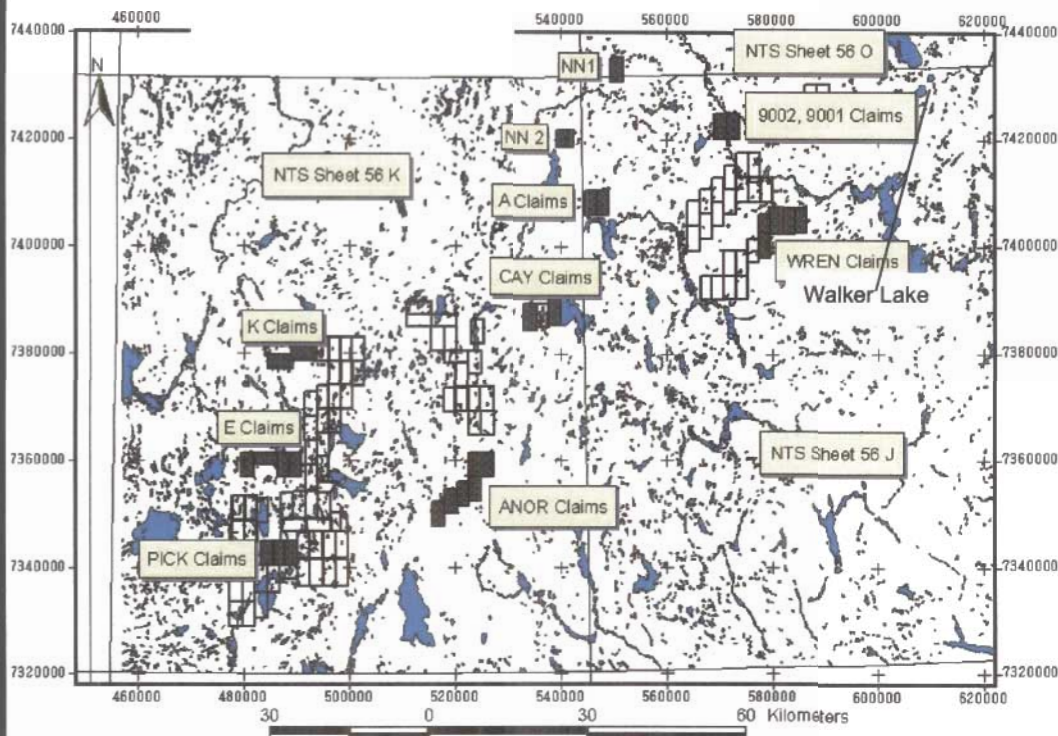 460000
540000 560000 580000 600000 620000
7440000 7440000
NN1
NTS Sheet 56 O
N
9002, 9001 Claims
7420000 7420000
NN 2
NTS Sheet 56 K
A Claims
7400000 7400000
WREN Claims
CAY Claims
Walker Lake
K Claims
7380000 7380000
E Claims
7360000 7360000
NTS Sheet 56 J
ANOR Claims
PICK Claims
7340000 7340000
7320000 7320000
460000 480000 500000 520000 540000 560000 580000 600000 620000
30 0 30 60 Kilometers